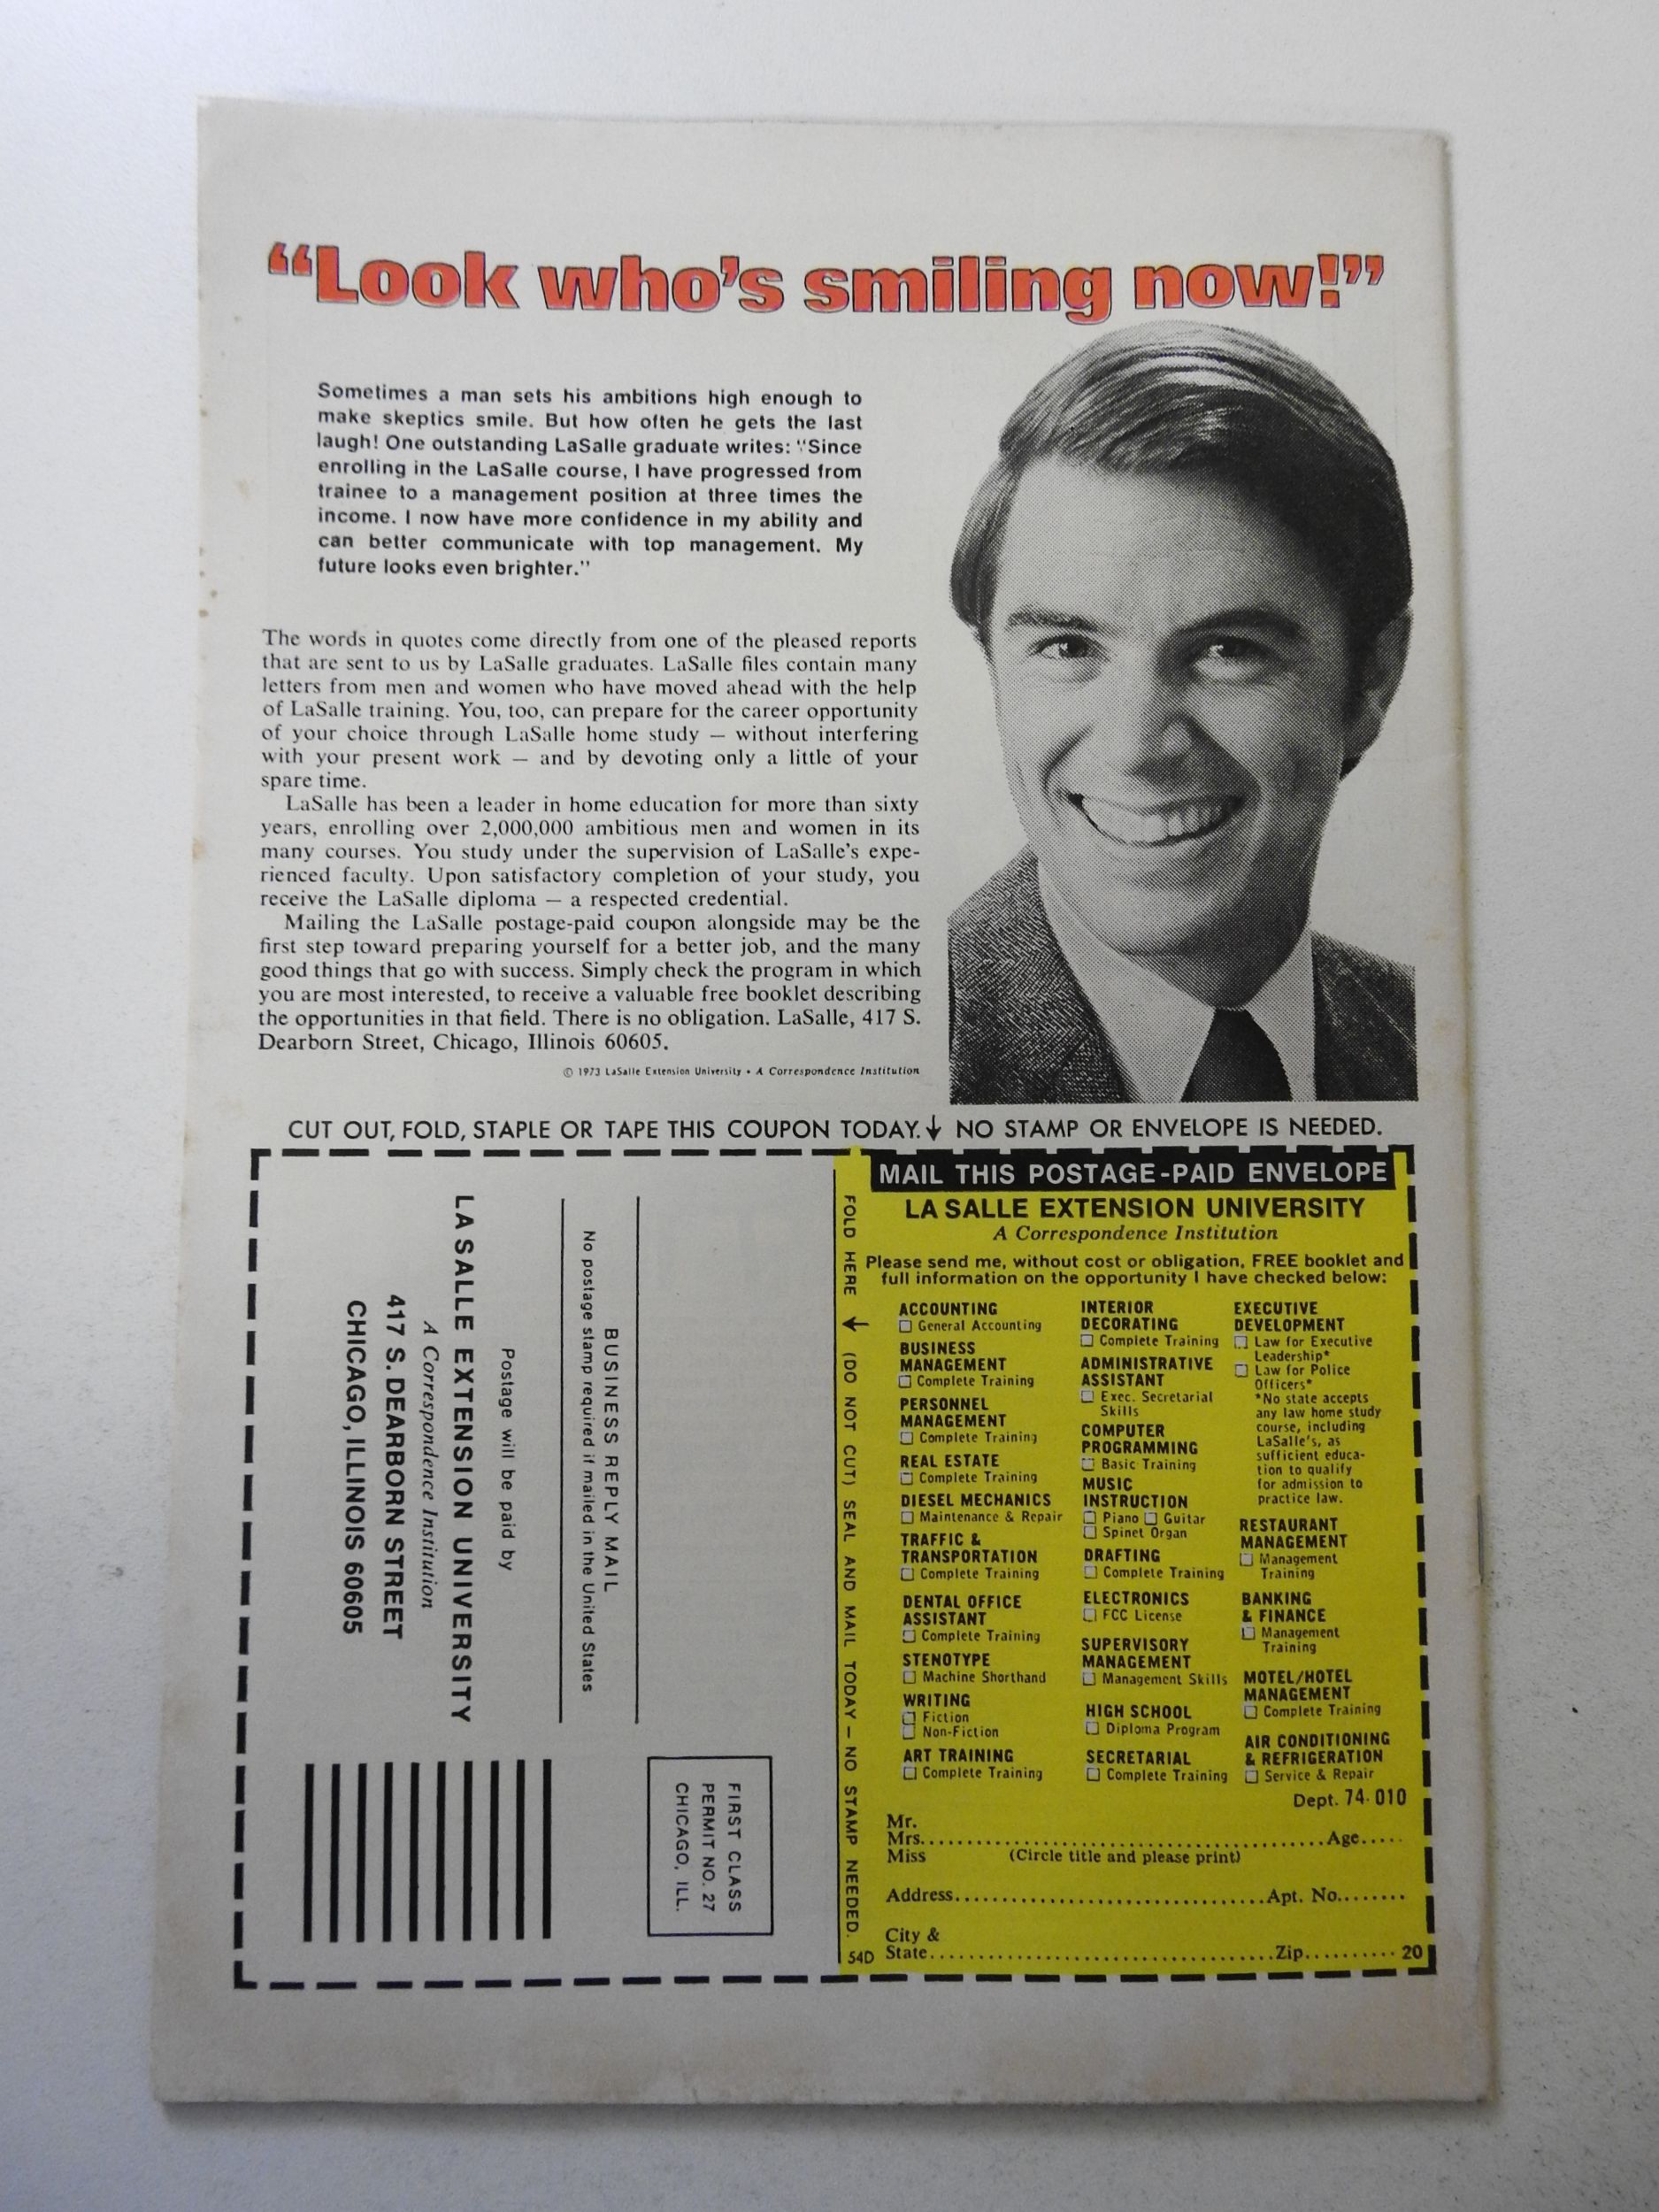 “Look who’s smiling now!”
Sometimes a man sets his ambitions high enough to
make skeptics smile. But how often he gets the last
laugh! One outstanding LaSalle graduate writes: "Since
enrolling in the LaSalle course, I have progressed from
trainee to a management position at three times the
income. I now have more confidence in my ability and
can better communicate with top management. My
future looks even brighter."
The words in quotes come directly from one of the pleased reports
that are sent to us by LaSalle graduates. LaSalle files contain many
letters from men and women who have moved ahead with the help
of LaSalle training. You, too, can prepare for the career opportunity
of your choice through LaSalle home study — without interfering
with your present work — and by devoting only a little of your
spare time.
LaSalle has been a leader in home education for more than sixty
years, enrolling over 2,000,000 ambitious men and women in its
many courses. You study under the supervision of LaSalle's expe-
rienced faculty. Upon satisfactory completion of your study, you
receive the LaSalle diploma — a respected credential.
Mailing the LaSalle postage-paid coupon alongside may be the
first step toward preparing yourself for a better job, and the many
good things that go with success. Simply check the program in which
you are most interested, to receive a valuable free booklet describing
the opportunities in that field. There is no obligation. LaSalle, 417 S.
Dearborn Street, Chicago, Illinois 60605.
© 1973 LaSalle Extension University • A Correspondence Institution
CUT OUT, FOLD, STAPLE OR TAPE THIS COUPON TODAY.↓ NO STAMP OR ENVELOPE IS NEEDED.
FIRST CLASS
PERMIT NO. 27
CHICAGO, ILL.
BUSINESS REPLY MAIL
No postage stamp required if mailed in the United States
Postage will be paid by
LA SALLE EXTENSION UNIVERSITY
A Correspondence Institution
417 S. DEARBORN STREET
CHICAGO, ILLINOIS 60605
FOLD HERE ↓ (DO NOT CUT) SEAL AND MAIL TODAY — NO STAMP NEEDED.
54D
MAIL THIS POSTAGE-PAID ENVELOPE
LA SALLE EXTENSION UNIVERSITY
A Correspondence Institution
Please send me, without cost or obligation, FREE booklet and
full information on the opportunity I have checked below:
ACCOUNTING
☐ General Accounting
BUSINESS
MANAGEMENT
☐ Complete Training
PERSONNEL
MANAGEMENT
☐ Complete Training
REAL ESTATE
☐ Complete Training
DIESEL MECHANICS
☐ Maintenance & Repair
TRAFFIC &
TRANSPORTATION
☐ Complete Training
DENTAL OFFICE
ASSISTANT
☐ Complete Training
STENOTYPE
☐ Machine Shorthand
WRITING
☐ Fiction
☐ Non-Fiction
ART TRAINING
☐ Complete Training
INTERIOR
DECORATING
☐ Complete Training
ADMINISTRATIVE
ASSISTANT
☐ Exec. Secretarial
Skills
COMPUTER
PROGRAMMING
☐ Basic Training
MUSIC
INSTRUCTION
☐ Piano ☐ Guitar
☐ Spinet Organ
DRAFTING
☐ Complete Training
ELECTRONICS
☐ FCC License
SUPERVISORY
MANAGEMENT
☐ Management Skills
HIGH SCHOOL
☐ Diploma Program
SECRETARIAL
☐ Complete Training
EXECUTIVE
DEVELOPMENT
☐ Law for Executive
Leadership*
☐ Law for Police
Officers*
*No state accepts
any law home study
course, including
LaSalle's, as
sufficient educa-
tion to qualify
for admission to
practice law.
RESTAURANT
MANAGEMENT
☐ Management
Training
BANKING
& FINANCE
☐ Management
Training
MOTEL/HOTEL
MANAGEMENT
☐ Complete Training
AIR CONDITIONING
& REFRIGERATION
☐ Service & Repair
Dept. 74-010
Mr.
Mrs. ........ Age.....
Miss (Circle title and please print)
Address........ Apt. No........
City &
State........ Zip.......... 20